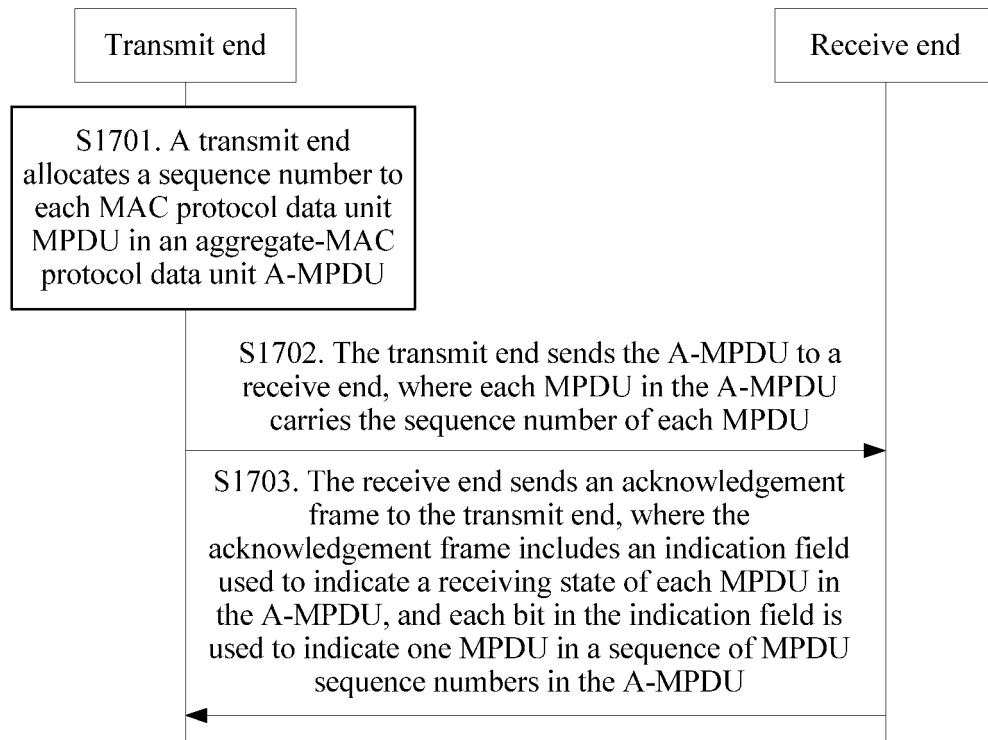 Transmit end
Receive end
S1701. A transmit end
allocates a sequence number to
each MAC protocol data unit
MPDU in an aggregate-MAC
protocol data unit A-MPDU
S1702. The transmit end sends the A-MPDU to a
receive end, where each MPDU in the A-MPDU
carries the sequence number of each MPDU
S1703. The receive end sends an acknowledgement
frame to the transmit end, where the
acknowledgement frame includes an indication field
used to indicate a receiving state of each MPDU in
the A-MPDU, and each bit in the indication field is
used to indicate one MPDU in a sequence of MPDU
sequence numbers in the A-MPDU